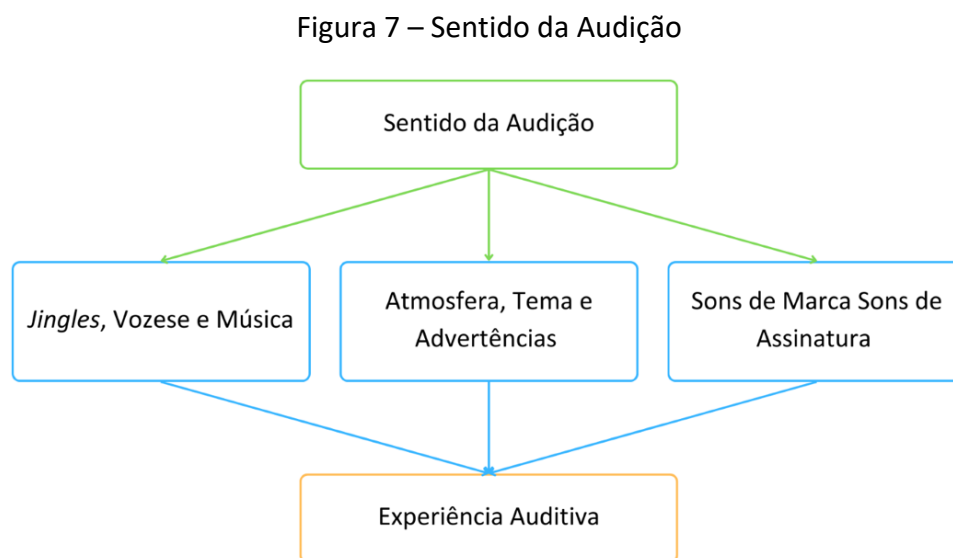 Figura 7 – Sentido da Audição
Sentido da Audição
Jingles, Vozese e Música
Atmosfera, Tema e
Advertências
Sons de Marca Sons de
Assinatura
Experiência Auditiva